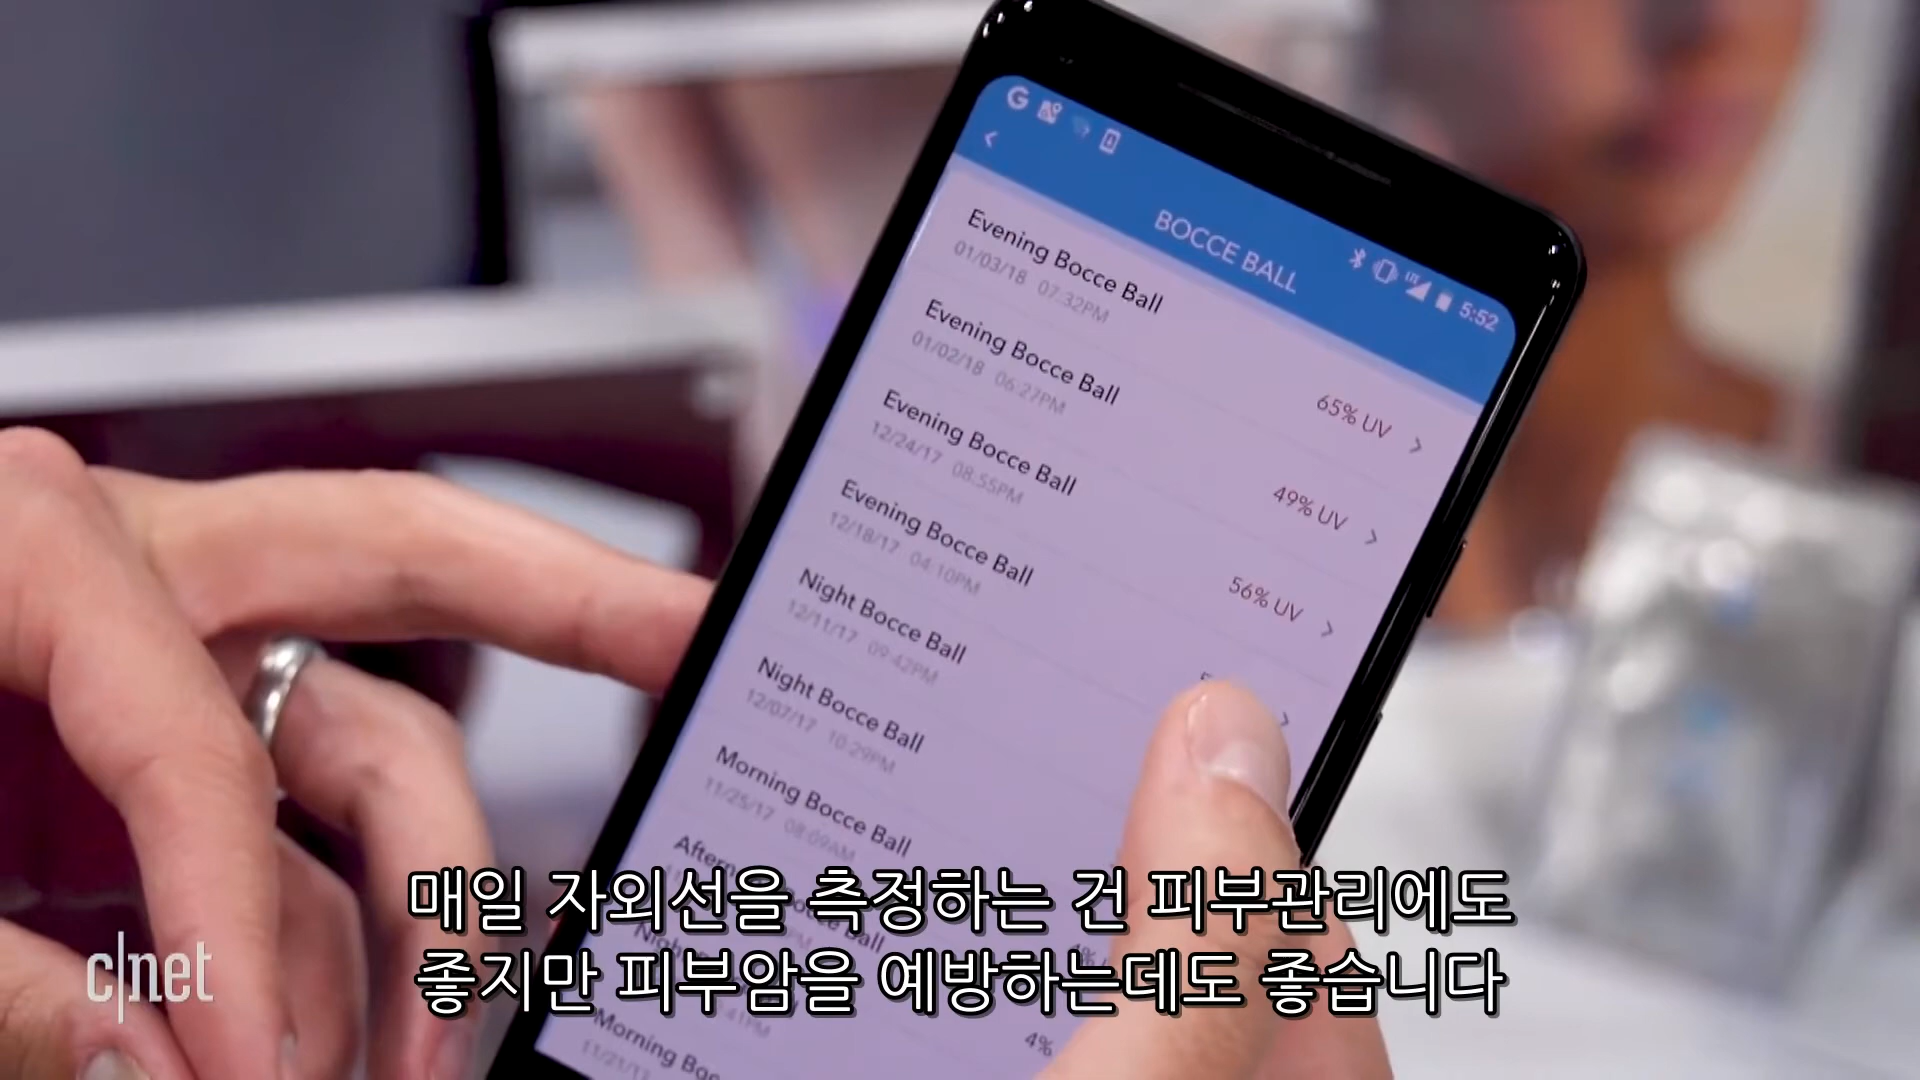 5:52
BOCCE BALL
Evening Bocce Ball
01/03/18 07:32PM
65% UV
Evening Bocce Ball
01/02/18 06:27PM
49% UV
Evening Bocce Ball
12/24/17 08:55PM
56% UV
Evening Bocce Ball
12/18/17 04:10PM
Night Bocce Ball
12/11/17 09:42PM
Night Bocce Ball
12/07/17 10:29PM
Morning Bocce Ball
11/25/17 08:09AM
Ball
Morning
4%
매일 자외선을 측정하는 건 피부관리에도
좋지만 피부암을 예방하는데도 좋습니다
c|net